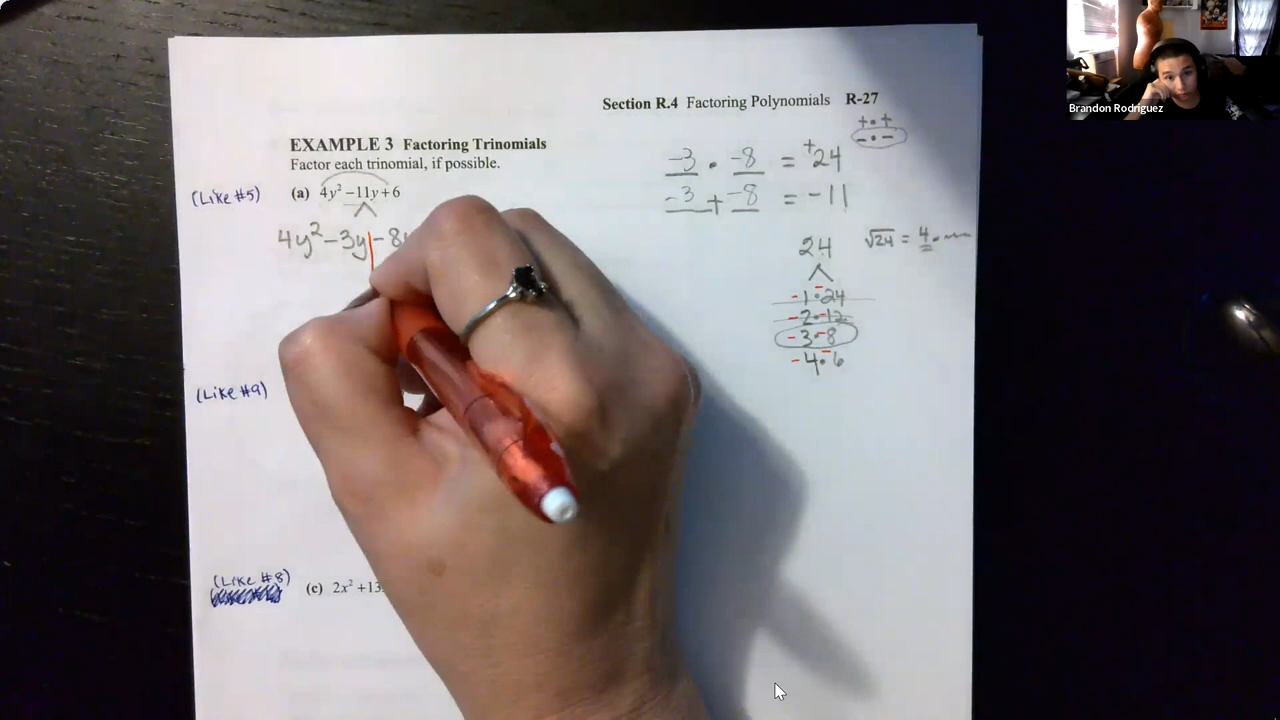 Brandon Rodriguez
Section R.4 Factoring Polynomials R-27
+ • +
- • -
EXAMPLE 3 Factoring Trinomials
Factor each trinomial, if possible.
(Like #5)
(a) 4y² −11y+6
-3 • -8 = +24
-3 + -8 = -11
4y² - 3y | - 8
24
√24 = 4.
-1 • -24
-2 • -12
-3 • -8
-4 • -6
(Like #9)
(Like #8)
(c) 2x² +13